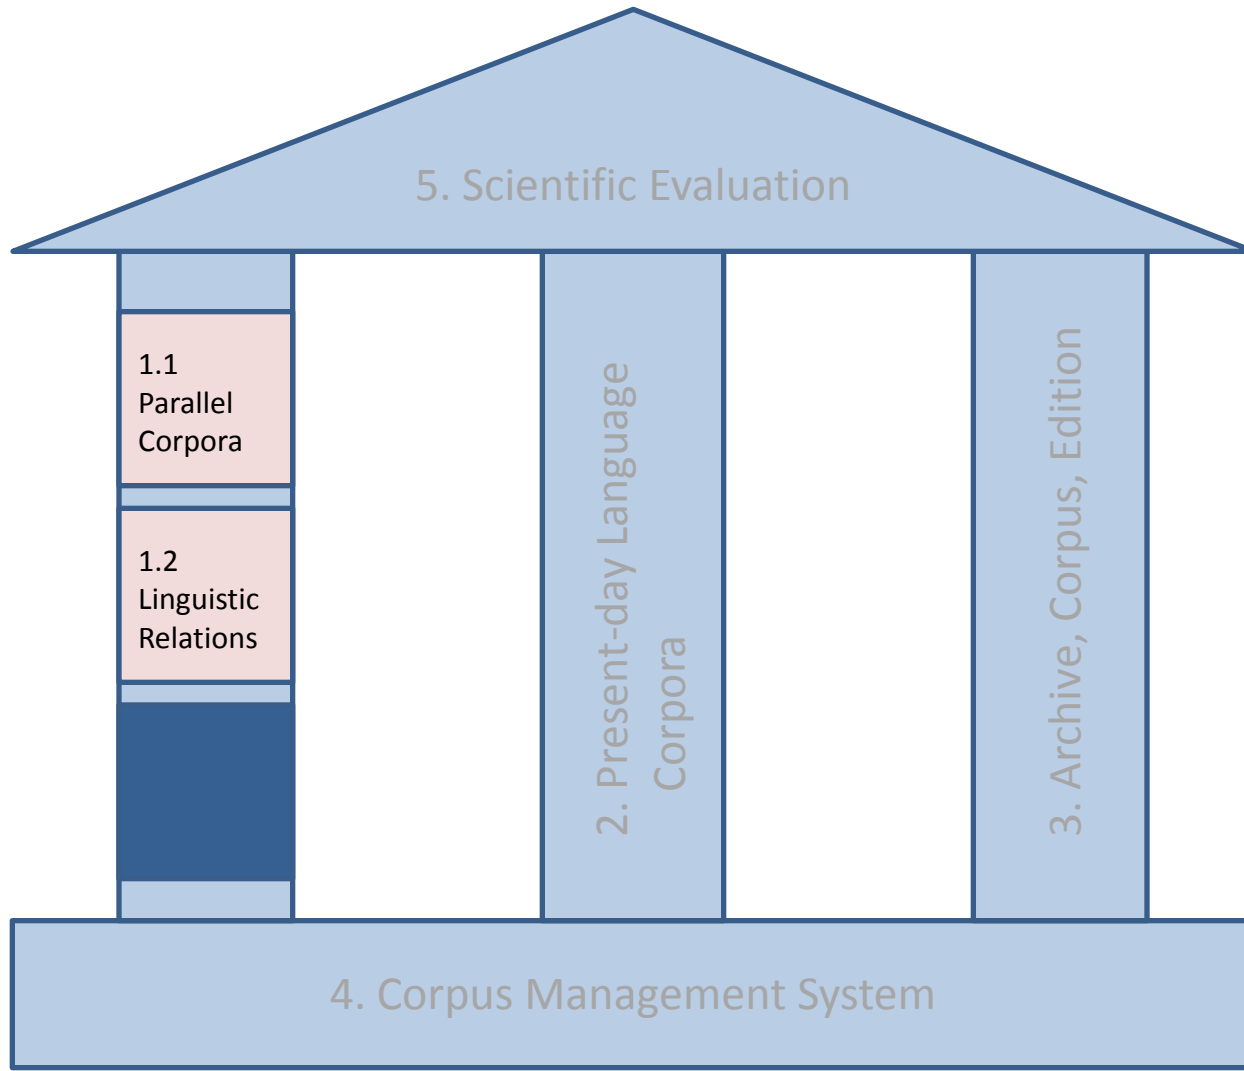 5. Scientific Evaluation
1.1
Parallel
Corpora
1.2
Linguistic
Relations
2. Present-day Language
Corpora
3. Archive, Corpus, Edition
4. Corpus Management System